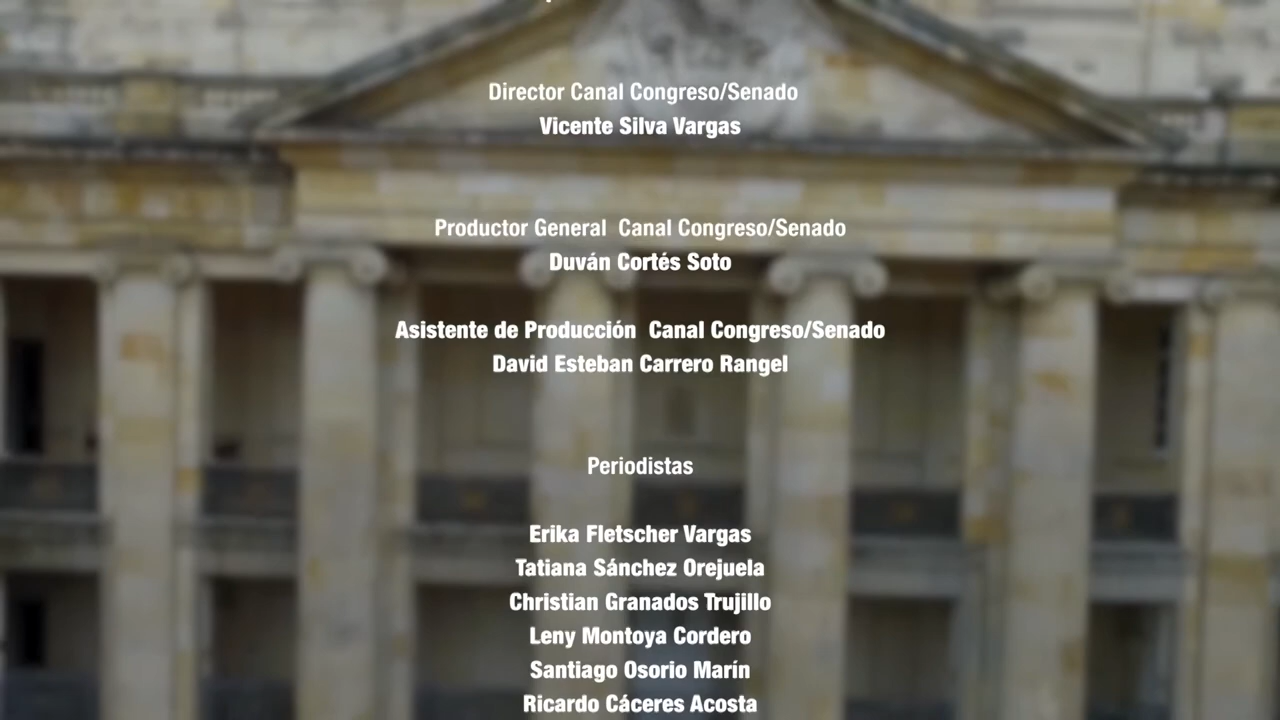 Director Canal Congreso/Senado
Vicente Silva Vargas
Productor General  Canal Congreso/Senado
Duván Cortés Soto
Asistente de Producción  Canal Congreso/Senado
David Esteban Carrero Rangel
Periodistas
Erika Fletscher Vargas
Tatiana Sánchez Orejuela
Christian Granados Trujillo
Leny Montoya Cordero
Santiago Osorio Marín
Ricardo Cáceres Acosta